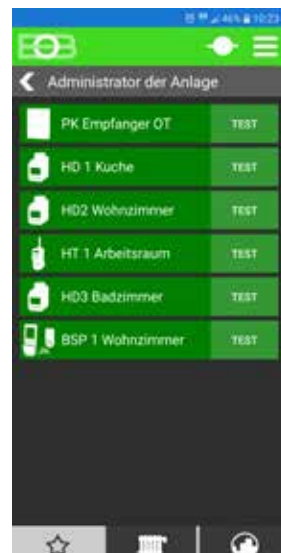 46% 10:23
EOB
Administrator der Anlage
PK Empfanger OT TEST
HD 1 Kuche TEST
HD2 Wohnzimmer TEST
HT 1 Arbeitsraum TEST
HD3 Badzimmer TEST
BSP 1 Wohnzimmer TEST